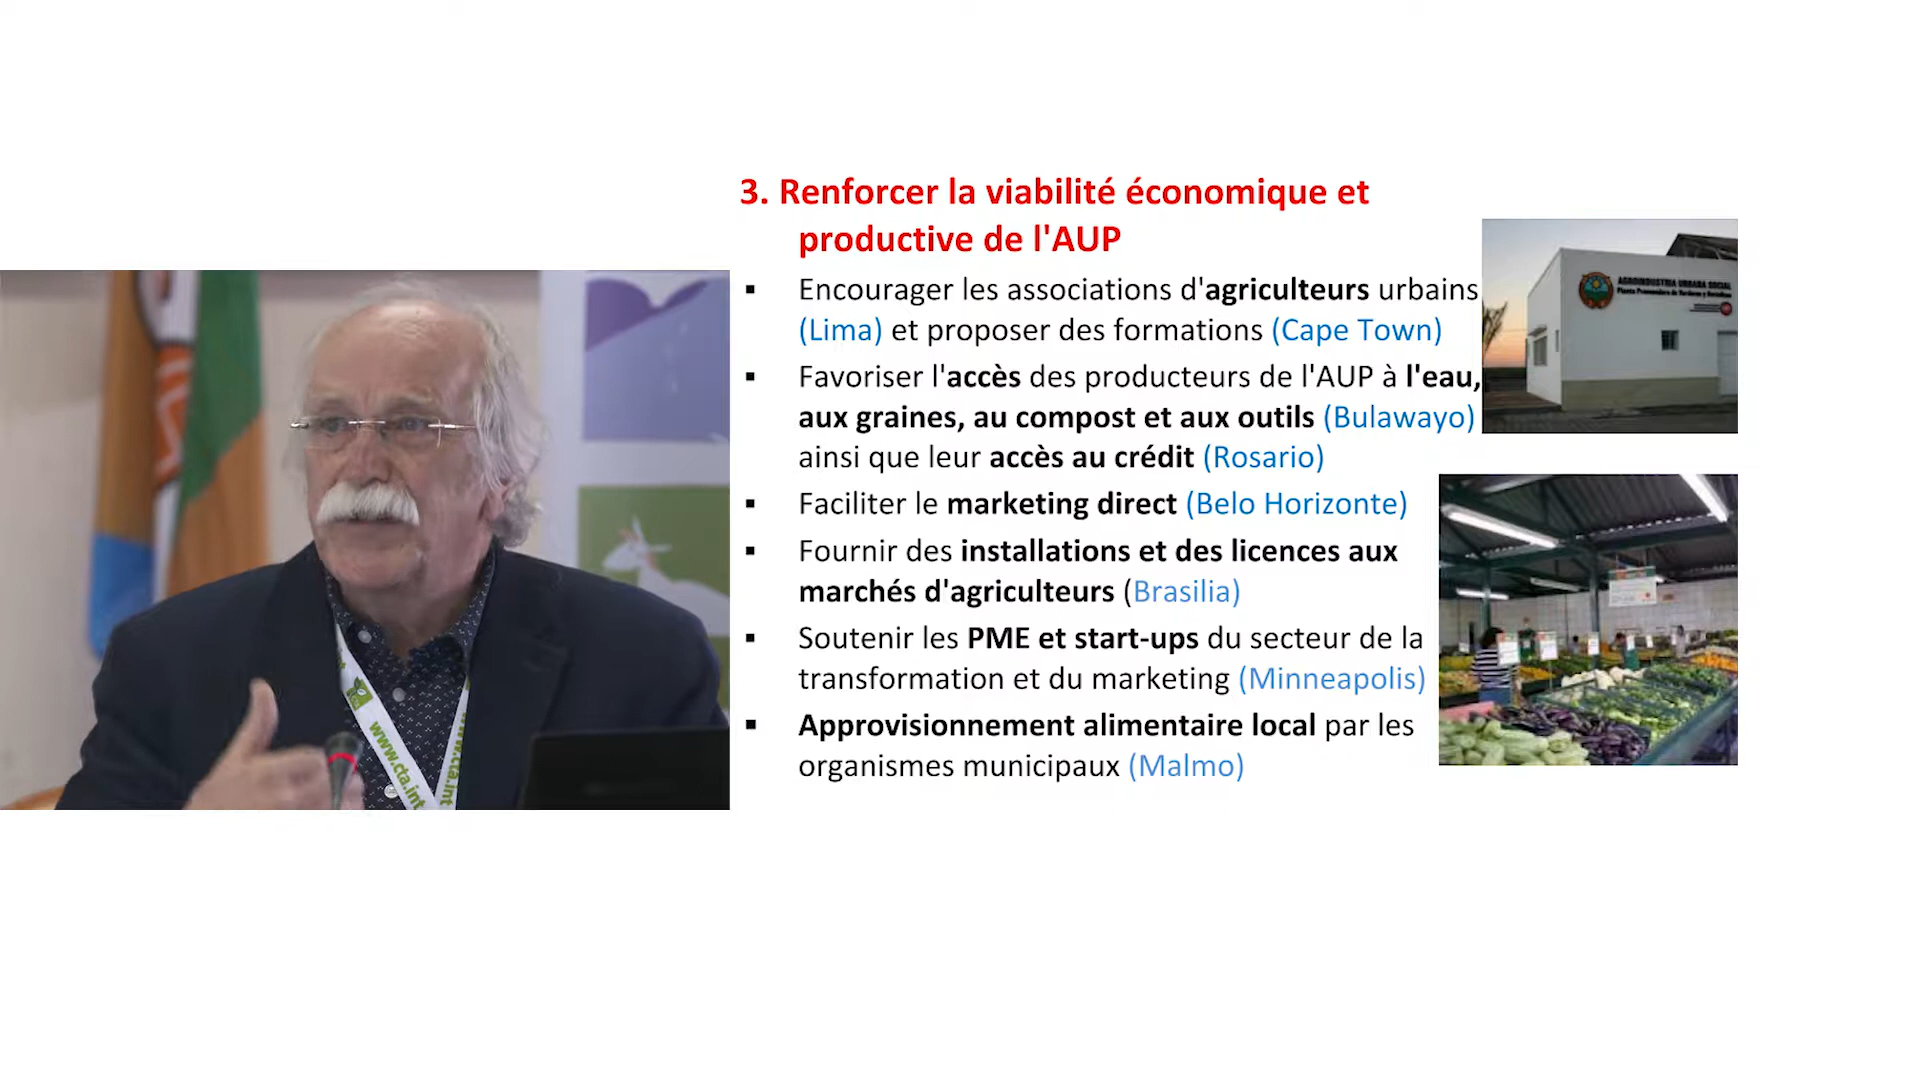 3. Renforcer la viabilité économique et
productive de l'AUP
▪ Encourager les associations d'agriculteurs urbains
(Lima) et proposer des formations (Cape Town)
▪ Favoriser l'accès des producteurs de l'AUP à l'eau,
aux graines, au compost et aux outils (Bulawayo)
ainsi que leur accès au crédit (Rosario)
▪ Faciliter le marketing direct (Belo Horizonte)
▪ Fournir des installations et des licences aux
marchés d'agriculteurs (Brasilia)
▪ Soutenir les PME et start-ups du secteur de la
transformation et du marketing (Minneapolis)
▪ Approvisionnement alimentaire local par les
organismes municipaux (Malmo)
AGROINDUSTRIA URBANA SOCIAL
www.cta.int
cta.int